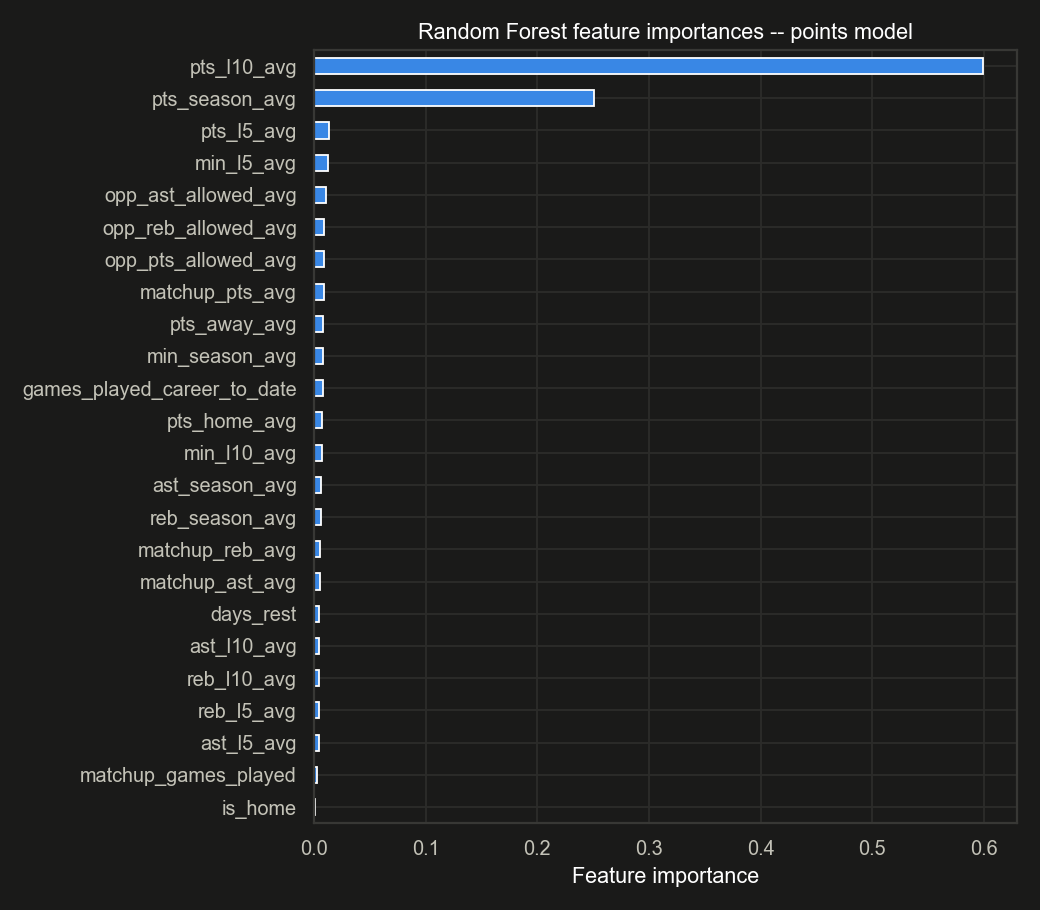 Random Forest feature importances -- points model
pts_l10_avg
pts_season_avg
pts_l5_avg
min_l5_avg
opp_ast_allowed_avg
opp_reb_allowed_avg
opp_pts_allowed_avg
matchup_pts_avg
pts_away_avg
min_season_avg
games_played_career_to_date
pts_home_avg
min_l10_avg
ast_season_avg
reb_season_avg
matchup_reb_avg
matchup_ast_avg
days_rest
ast_l10_avg
reb_l10_avg
reb_l5_avg
ast_l5_avg
matchup_games_played
is_home
0.0 0.1 0.2 0.3 0.4 0.5 0.6
Feature importance